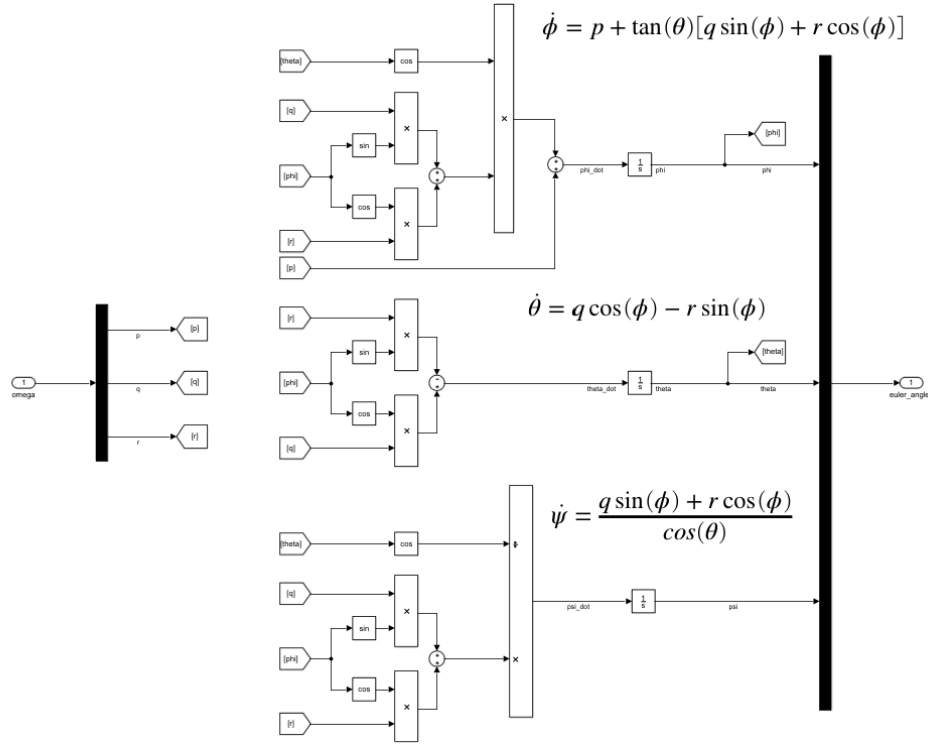 ϕ̇ = p + tan(θ)[q sin(ϕ) + r cos(ϕ)]
[theta]
cos
[q]
×
sin
×
[phi]
+
+
+
+
phi_dot
1/s
phi
[phi]
phi
cos
×
[r]
[p]
θ̇ = q cos(ϕ) − r sin(ϕ)
p
[p]
[r]
×
sin
1
omega
q
[q]
[phi]
−
+
theta_dot
1/s
theta
[theta]
theta
1
euler_angle
cos
×
r
[r]
[q]
ψ̇ = q sin(ϕ) + r cos(ϕ)
cos(θ)
[theta]
cos
÷
[q]
×
sin
psi_dot
1/s
psi
[phi]
+
+
×
cos
×
[r]